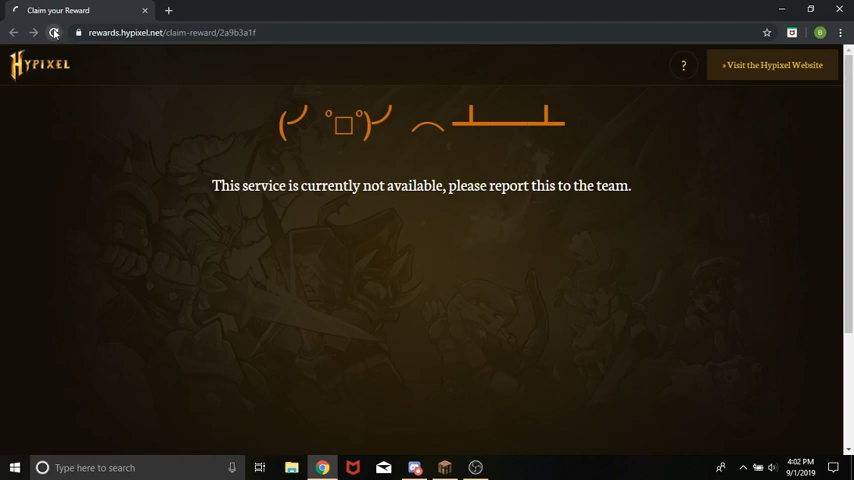 Claim your Reward
rewards.hypixel.net/claim-reward/2a9b3a1f
B
HYPIXEL
?
» Visit the Hypixel Website
(╯°□°)╯︵ ┻━┻
This service is currently not available, please report this to the team.
Type here to search
4:02 PM
9/1/2019